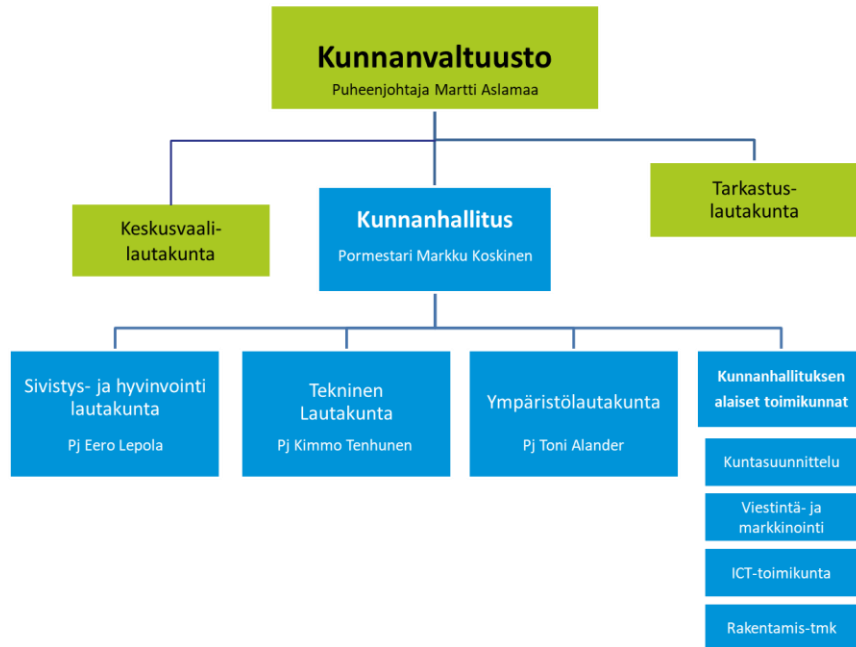 Kunnanvaltuusto
Puheenjohtaja Martti Aslamaa
Keskusvaali-
lautakunta
Kunnanhallitus
Pormestari Markku Koskinen
Tarkastus-
lautakunta
Sivistys- ja hyvinvointi
lautakunta
Pj Eero Lepola
Tekninen
Lautakunta
Pj Kimmo Tenhunen
Ympäristölautakunta
Pj Toni Alander
Kunnanhallituksen
alaiset toimikunnat
Kuntasuunnittelu
Viestintä- ja
markkinointi
ICT-toimikunta
Rakentamis-tmk